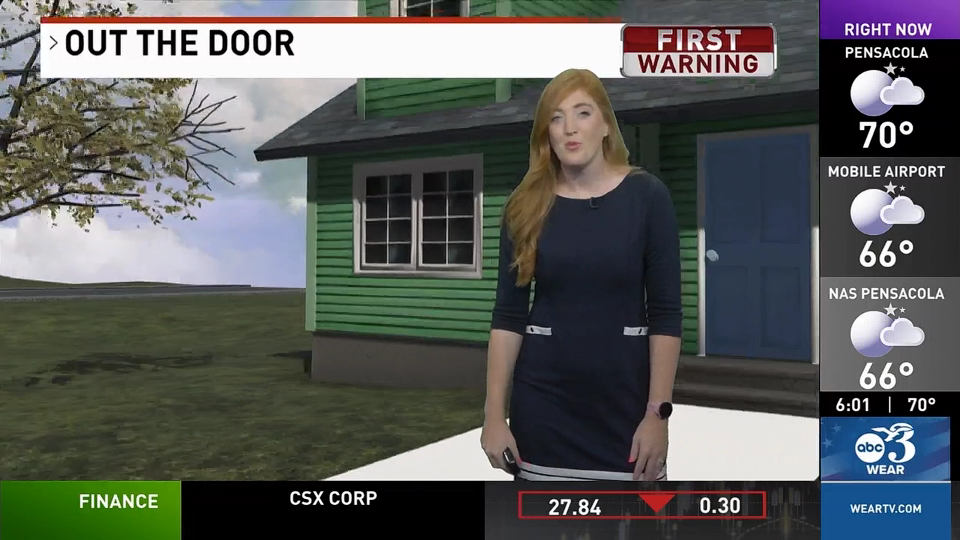 OUT THE DOOR
FIRST
WARNING
RIGHT NOW
PENSACOLA
70°
MOBILE AIRPORT
66°
NAS PENSACOLA
66°
6:01 | 70°
abc 3
WEAR
WEARTV.COM
FINANCE
CSX CORP
27.84
0.30